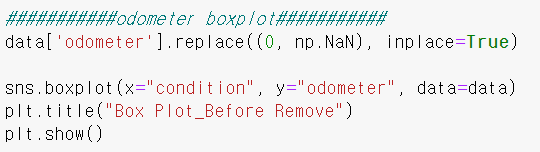 ###########odometer boxplot###########
data['odometer'].replace((0, np.NaN), inplace=True)
sns.boxplot(x="condition", y="odometer", data=data)
plt.title("Box Plot_Before Remove")
plt.show()